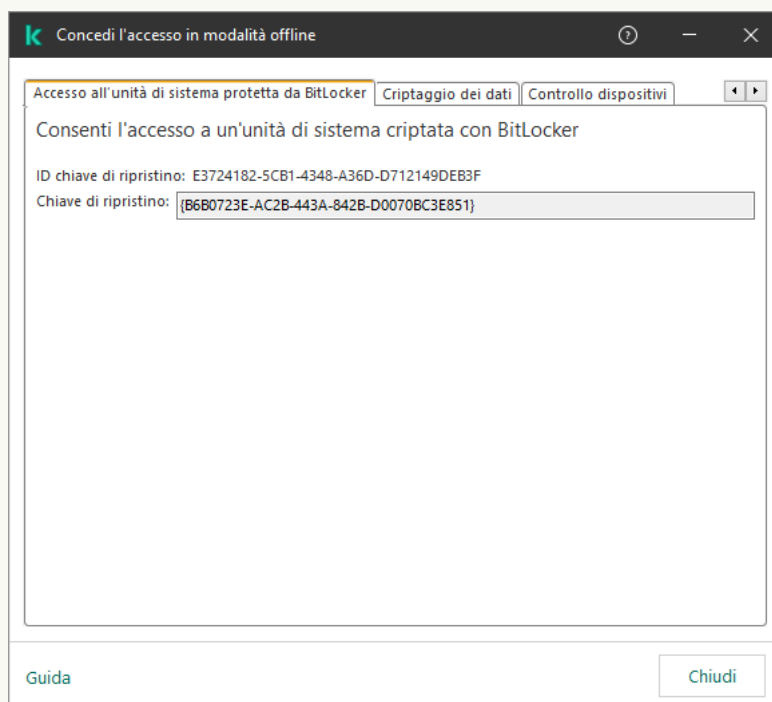 Concedi l'accesso in modalità offline
Accesso all'unità di sistema protetta da BitLocker Criptaggio dei dati Controllo dispositivi
Consenti l'accesso a un'unità di sistema criptata con BitLocker
ID chiave di ripristino: E3724182-5CB1-4348-A36D-D712149DEB3F
Chiave di ripristino: {B6B0723E-AC2B-443A-842B-D0070BC3E851}
Guida Chiudi